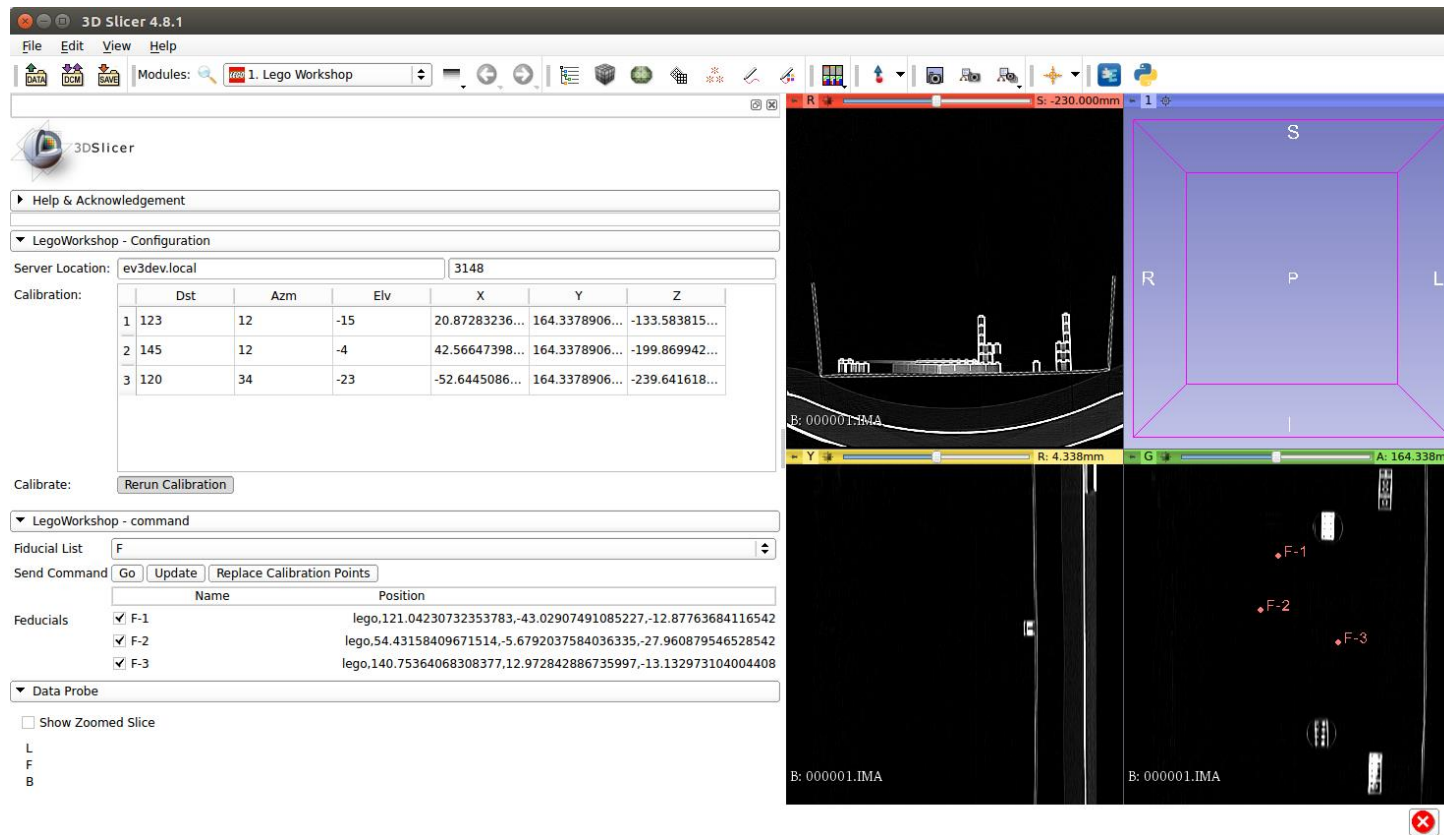 3D Slicer 4.8.1
File Edit View Help
DATA DCM SAVE Modules: LEGO 1. Lego Workshop
R S: -230.000mm 1
3DSlicer
S
Help & Acknowledgement
LegoWorkshop - Configuration
Server Location: ev3dev.local 3148
R P L
Calibration: Dst Azm Elv X Y Z
1 123 12 -15 20.87283236... 164.3378906... -133.583815...
2 145 12 -4 42.56647398... 164.3378906... -199.869942...
3 120 34 -23 -52.6445086... 164.3378906... -239.641618...
B: 000001.IMA I
Y R: 4.338mm G A: 164.338m
Calibrate: Rerun Calibration
LegoWorkshop - command
Fiducial List F
F-1
Send Command Go Update Replace Calibration Points
Name Position
F-2
Feducials F-1 lego,121.04230732353783,-43.02907491085227,-12.87763684116542
F-2 lego,54.43158409671514,-5.6792037584036335,-27.960879546528542
F-3
F-3 lego,140.75364068308377,12.972842886735997,-13.132973104004408
Data Probe
Show Zoomed Slice
L
F
B
B: 000001.IMA B: 000001.IMA